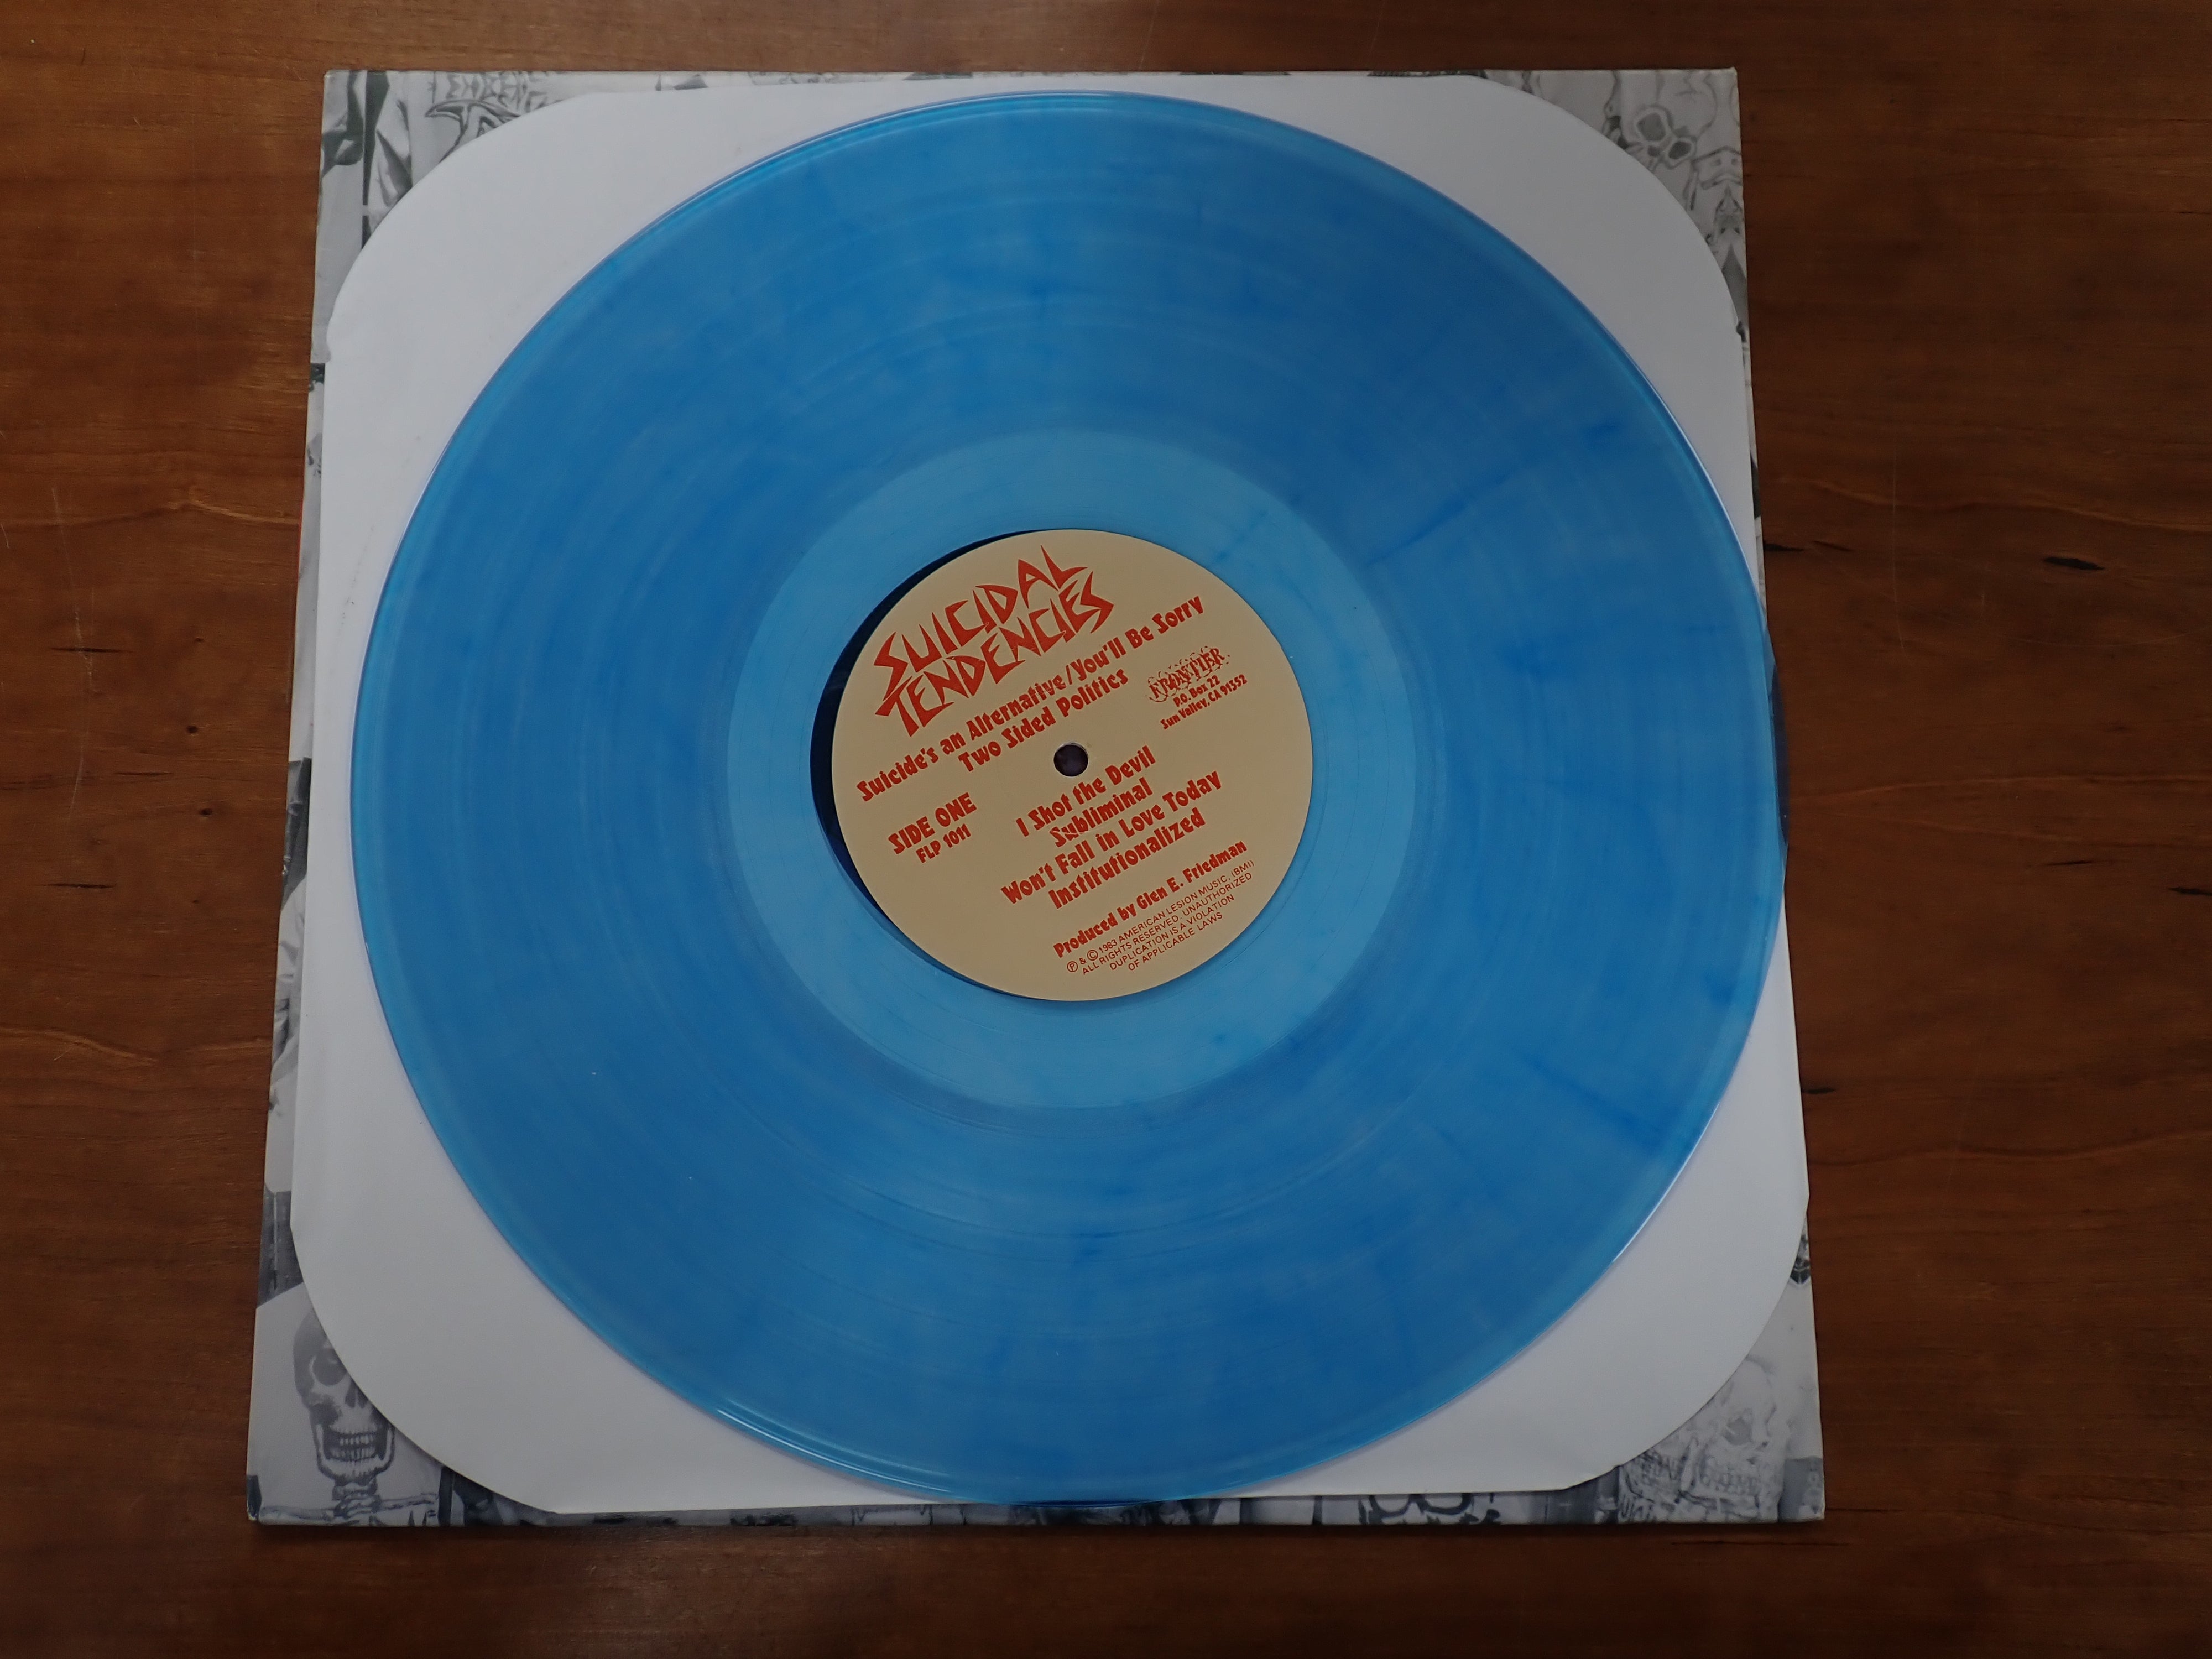 SUICIDAL
TENDENCIES
Suicide's an Alternative/You'll Be Sorry
Two Sided Politics
FRONTIER
P.O. Box 22
Sun Valley, CA 91352
SIDE ONE
FLP 1011
I Shot the Devil
Subliminal
Won't Fall in Love Today
Institutionalized
Produced by Glen E. Friedman
Ⓟ & © 1983 AMERICAN LESION MUSIC, (BMI)
ALL RIGHTS RESERVED. UNAUTHORIZED
DUPLICATION IS A VIOLATION
OF APPLICABLE LAWS